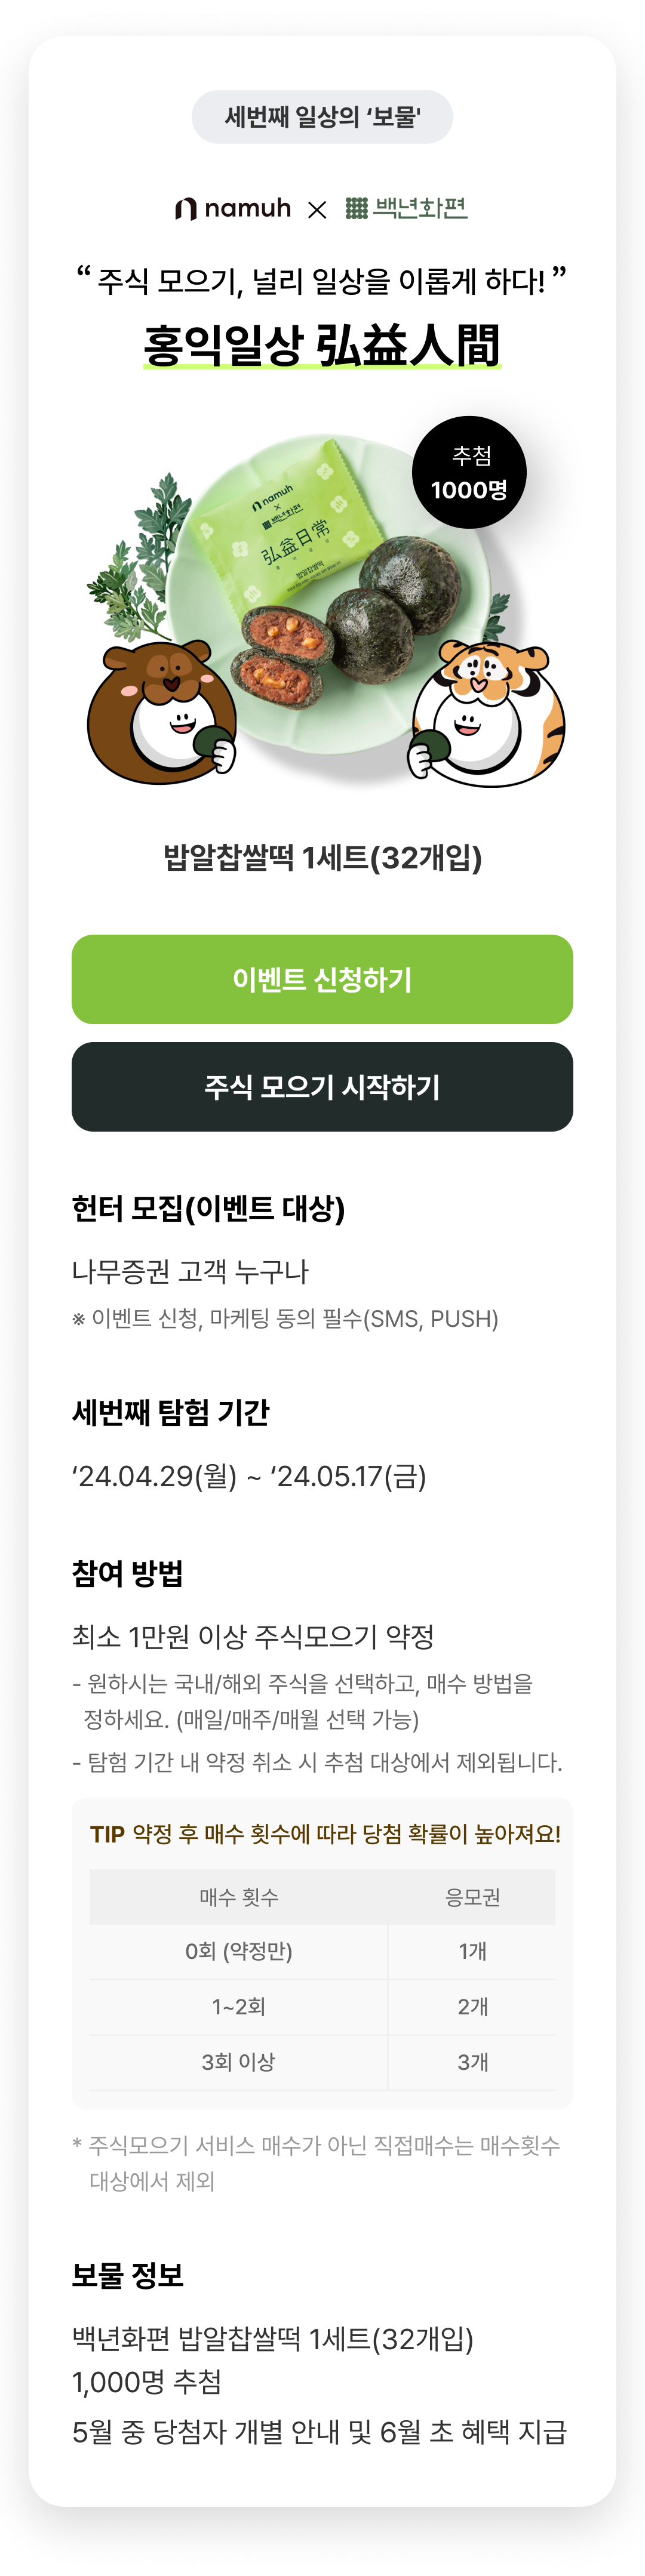 세번째 일상의 ‘보물'
namuh × 백년화편
“ 주식 모으기, 널리 일상을 이롭게 하다! ”
홍익일상 弘益人間
추첨
1000명
namuh
×
백년화편
弘益日常
홍 익 일 상
밥알찹쌀떡
밥알찹쌀떡 1세트(32개입)
이벤트 신청하기
주식 모으기 시작하기
헌터 모집(이벤트 대상)
나무증권 고객 누구나
※ 이벤트 신청, 마케팅 동의 필수(SMS, PUSH)
세번째 탐험 기간
‘24.04.29(월) ~ ‘24.05.17(금)
참여 방법
최소 1만원 이상 주식모으기 약정
- 원하시는 국내/해외 주식을 선택하고, 매수 방법을
정하세요. (매일/매주/매월 선택 가능)
- 탐험 기간 내 약정 취소 시 추첨 대상에서 제외됩니다.
TIP 약정 후 매수 횟수에 따라 당첨 확률이 높아져요!
매수 횟수 응모권
0회 (약정만) 1개
1~2회 2개
3회 이상 3개
* 주식모으기 서비스 매수가 아닌 직접매수는 매수횟수
대상에서 제외
보물 정보
백년화편 밥알찹쌀떡 1세트(32개입)
1,000명 추첨
5월 중 당첨자 개별 안내 및 6월 초 혜택 지급